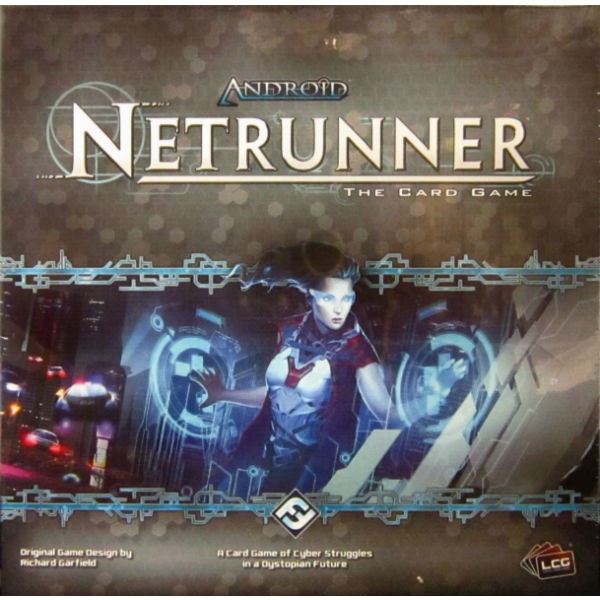 ANDROID
NETRUNNER
THE CARD GAME
Original Game Design by
Richard Garfield
A Card Game of Cyber Struggles
in a Dystopian Future
LCG